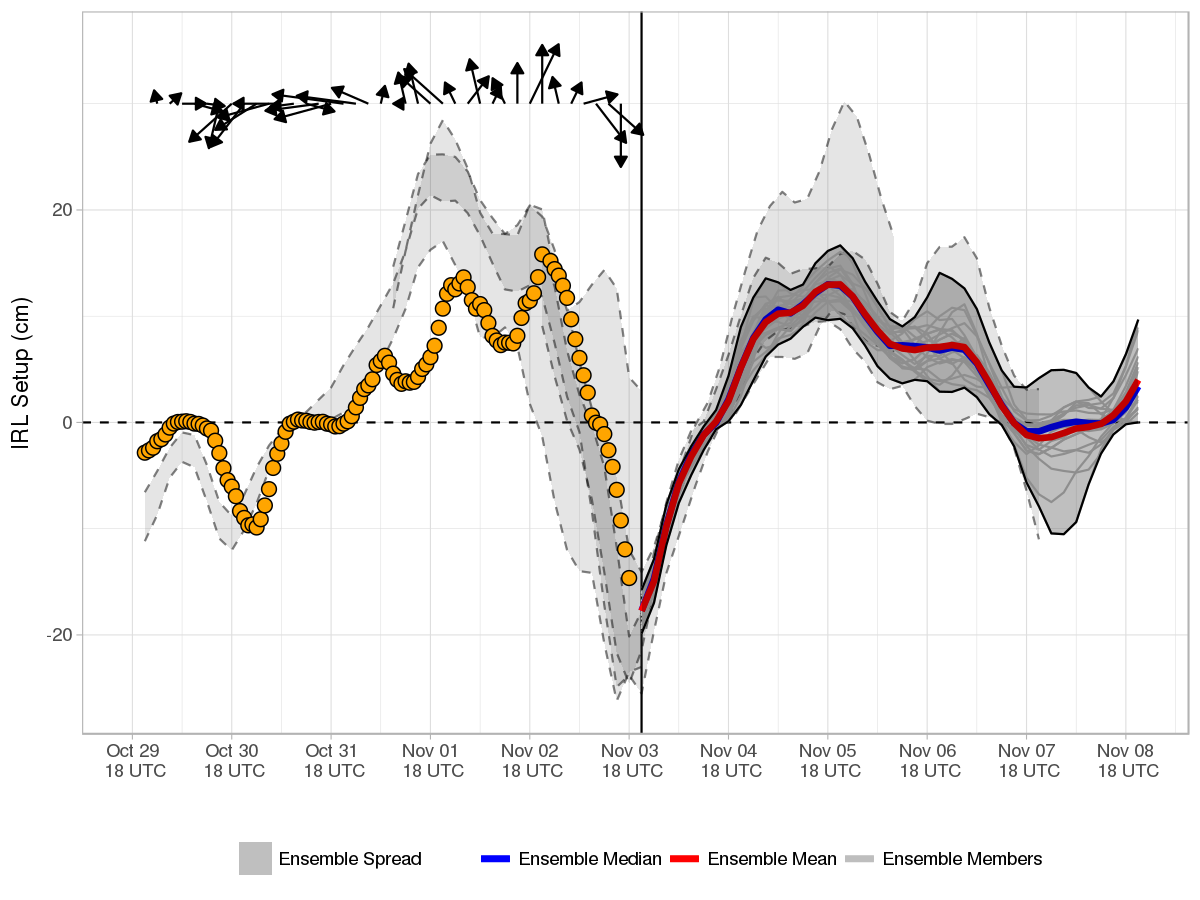 IRL Setup (cm)
20
0
-20
Oct 29 Oct 30 Oct 31 Nov 01 Nov 02 Nov 03 Nov 04 Nov 05 Nov 06 Nov 07 Nov 08
18 UTC 18 UTC 18 UTC 18 UTC 18 UTC 18 UTC 18 UTC 18 UTC 18 UTC 18 UTC 18 UTC
Ensemble Spread Ensemble Median Ensemble Mean Ensemble Members